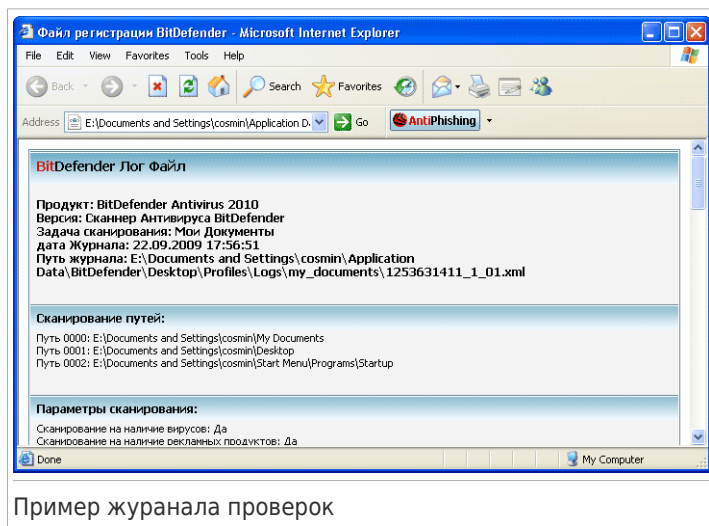 Файл регистрации BitDefender - Microsoft Internet Explorer
File Edit View Favorites Tools Help
Back Search Favorites
Address E:\Documents and Settings\cosmin\Application D. Go AntiPhishing
BitDefender Лог Файл
Продукт: BitDefender Antivirus 2010
Версия: Сканнер Антивируса BitDefender
Задача сканирования: Мои Документы
дата Журнала: 22.09.2009 17:56:51
Путь журнала: E:\Documents and Settings\cosmin\Application
Data\BitDefender\Desktop\Profiles\Logs\my_documents\1253631411_1_01.xml
Сканирование путей:
Путь 0000: E:\Documents and Settings\cosmin\My Documents
Путь 0001: E:\Documents and Settings\cosmin\Desktop
Путь 0002: E:\Documents and Settings\cosmin\Start Menu\Programs\Startup
Параметры сканирования:
Сканирование на наличие вирусов: Да
Сканирование на наличие рекламных продуктов: Да
Done My Computer
Пример журанала проверок